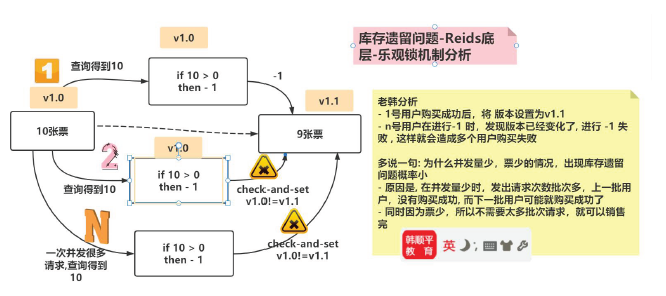 v1.0
库存遗留问题-Reids底
层-乐观锁机制分析
1
查询得到10
if 10 > 0
then - 1
-1
v1.0
v1.1
10张票
9张票
老韩分析
- 1号用户购买成功后，将 版本设置为v1.1
- n号用户在进行-1 时，发现版本已经变化了, 进行 -1 失
败 , 这样就会造成多个用户购买失败
多说一句: 为什么并发量少，票少的情况，出现库存遗留
问题概率小
- 原因是, 在并发量少时，发出请求次数批次多，上一批用
户，没有购买成功, 而下一批用户可能就购买成功了
- 同时因为票少，所以不需要太多批次请求，就可以销售
完
2
v1.0
查询得到10
if 10 > 0
then - 1
check-and-set
v1.0!=v1.1
N
一次并发很多
请求,查询得到
10
if 10 > 0
then - 1
check-and-set
v1.0!=v1.1
韩顺平
教育
英